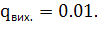 qвих. = 0.01.